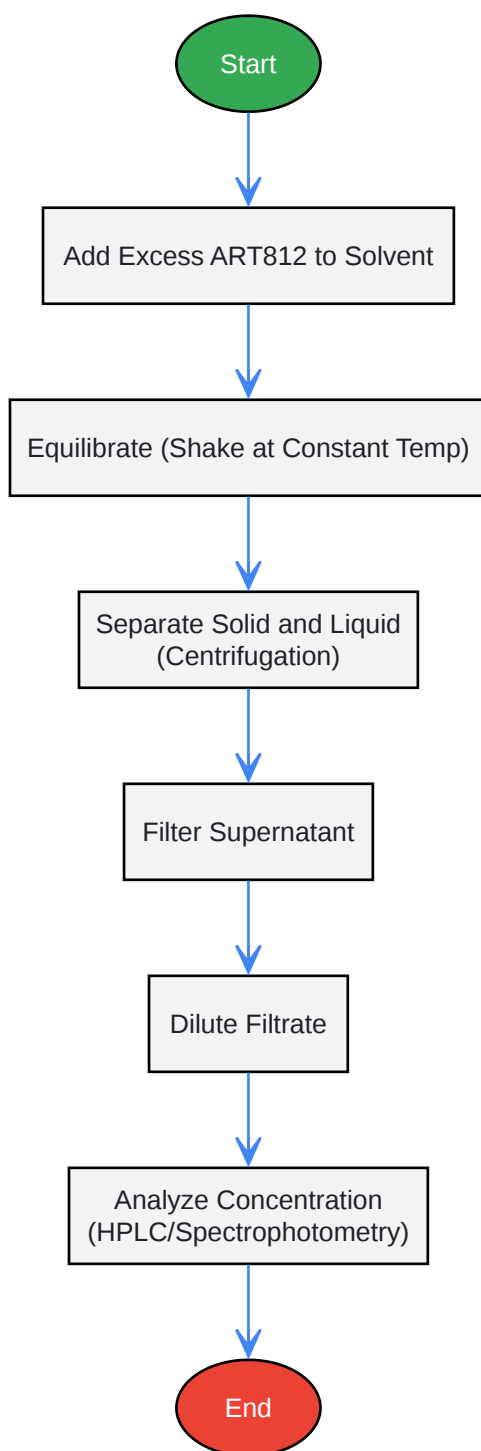 Start
Add Excess ART812 to Solvent
Equilibrate (Shake at Constant Temp)
Separate Solid and Liquid
(Centrifugation)
Filter Supernatant
Dilute Filtrate
Analyze Concentration
(HPLC/Spectrophotometry)
End